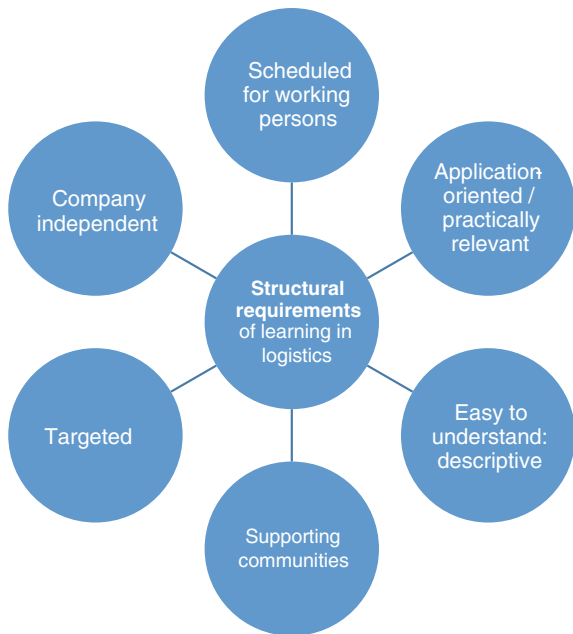 Scheduled
for working
persons
Application-
oriented /
practically
relevant
Easy to
understand:
descriptive
Supporting
communities
Targeted
Company
independent
Structural
requirements
of learning in
logistics